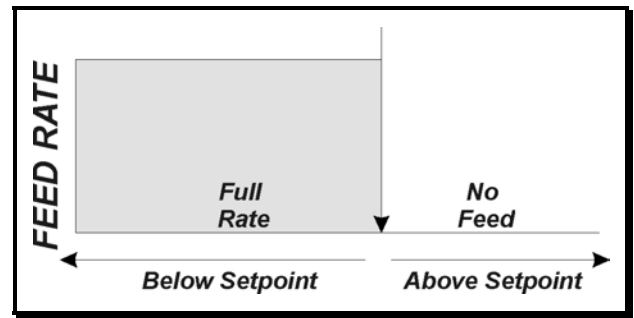 FEED RATE
Full
Rate
No
Feed
Below Setpoint
Above Setpoint